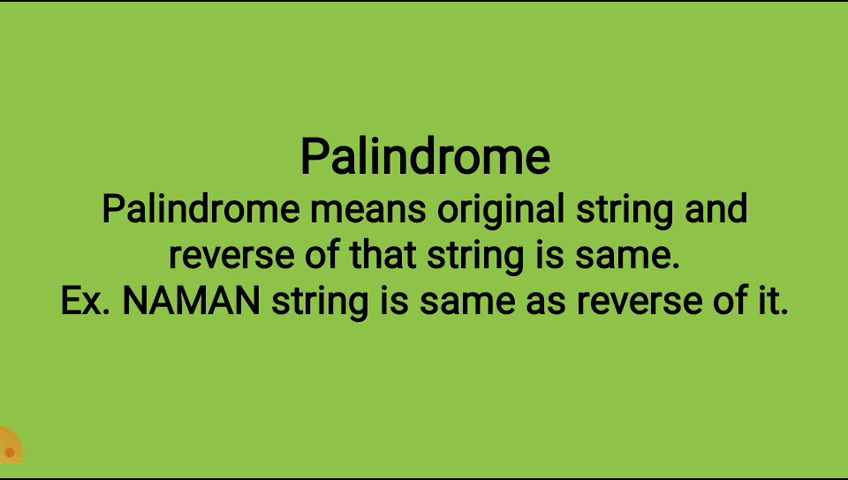 Palindrome
Palindrome means original string and
reverse of that string is same.
Ex. NAMAN string is same as reverse of it.